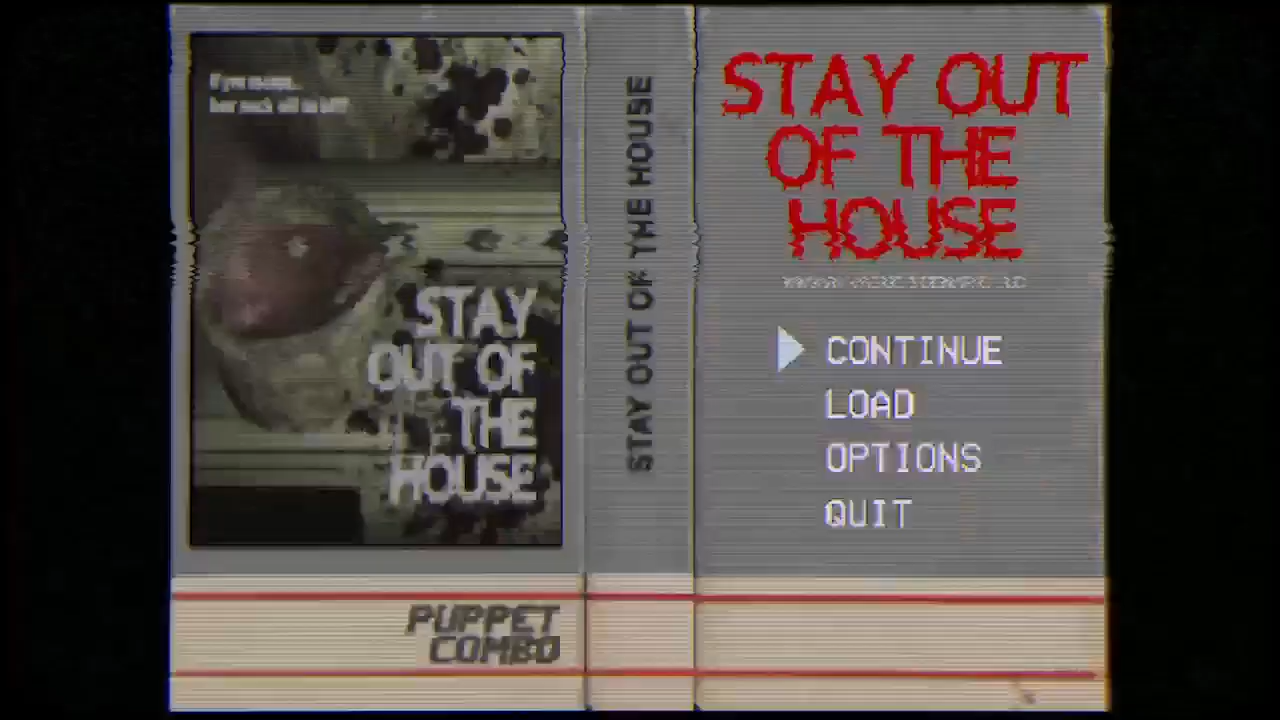 STAY
OUT OF
THE
HOUSE
PUPPET
COMBO
STAY OUT OF THE HOUSE
STAY OUT
OF THE
HOUSE
CONTINUE
LOAD
OPTIONS
QUIT